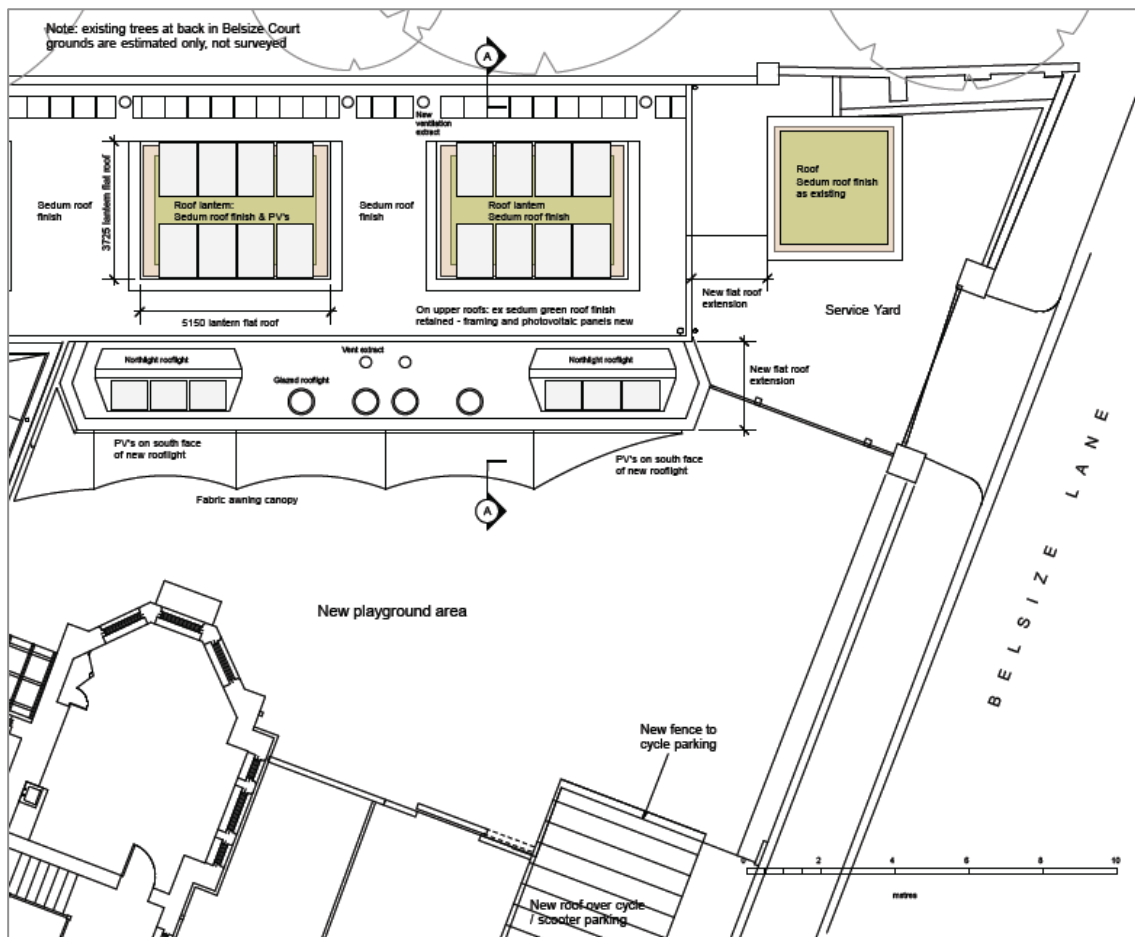 Note: existing trees at back in Belsize Court
grounds are estimated only, not surveyed
A
New
ventilation
extract
3725 lantern flat roof
Sedum roof
finish
Roof lantern:
Sedum roof finish & PV's
Sedum roof
finish
Roof lantern
Sedum roof finish
Roof
Sedum roof finish
as existing
5150 lantern flat roof
On upper roofs: ex sedum green roof finish
retained - framing and photovoltaic panels new
New flat roof
extension
Service Yard
Northlight rooflight
Vent extract
Glazed rooflight
Northlight rooflight
New flat roof
extension
PV's on south face
of new rooflight
PV's on south face
of new rooflight
Fabric awning canopy
A
BELSIZE LANE
New playground area
New fence to
cycle parking
0 2 4 6 8 10
metres
New roof over cycle
/ scooter parking